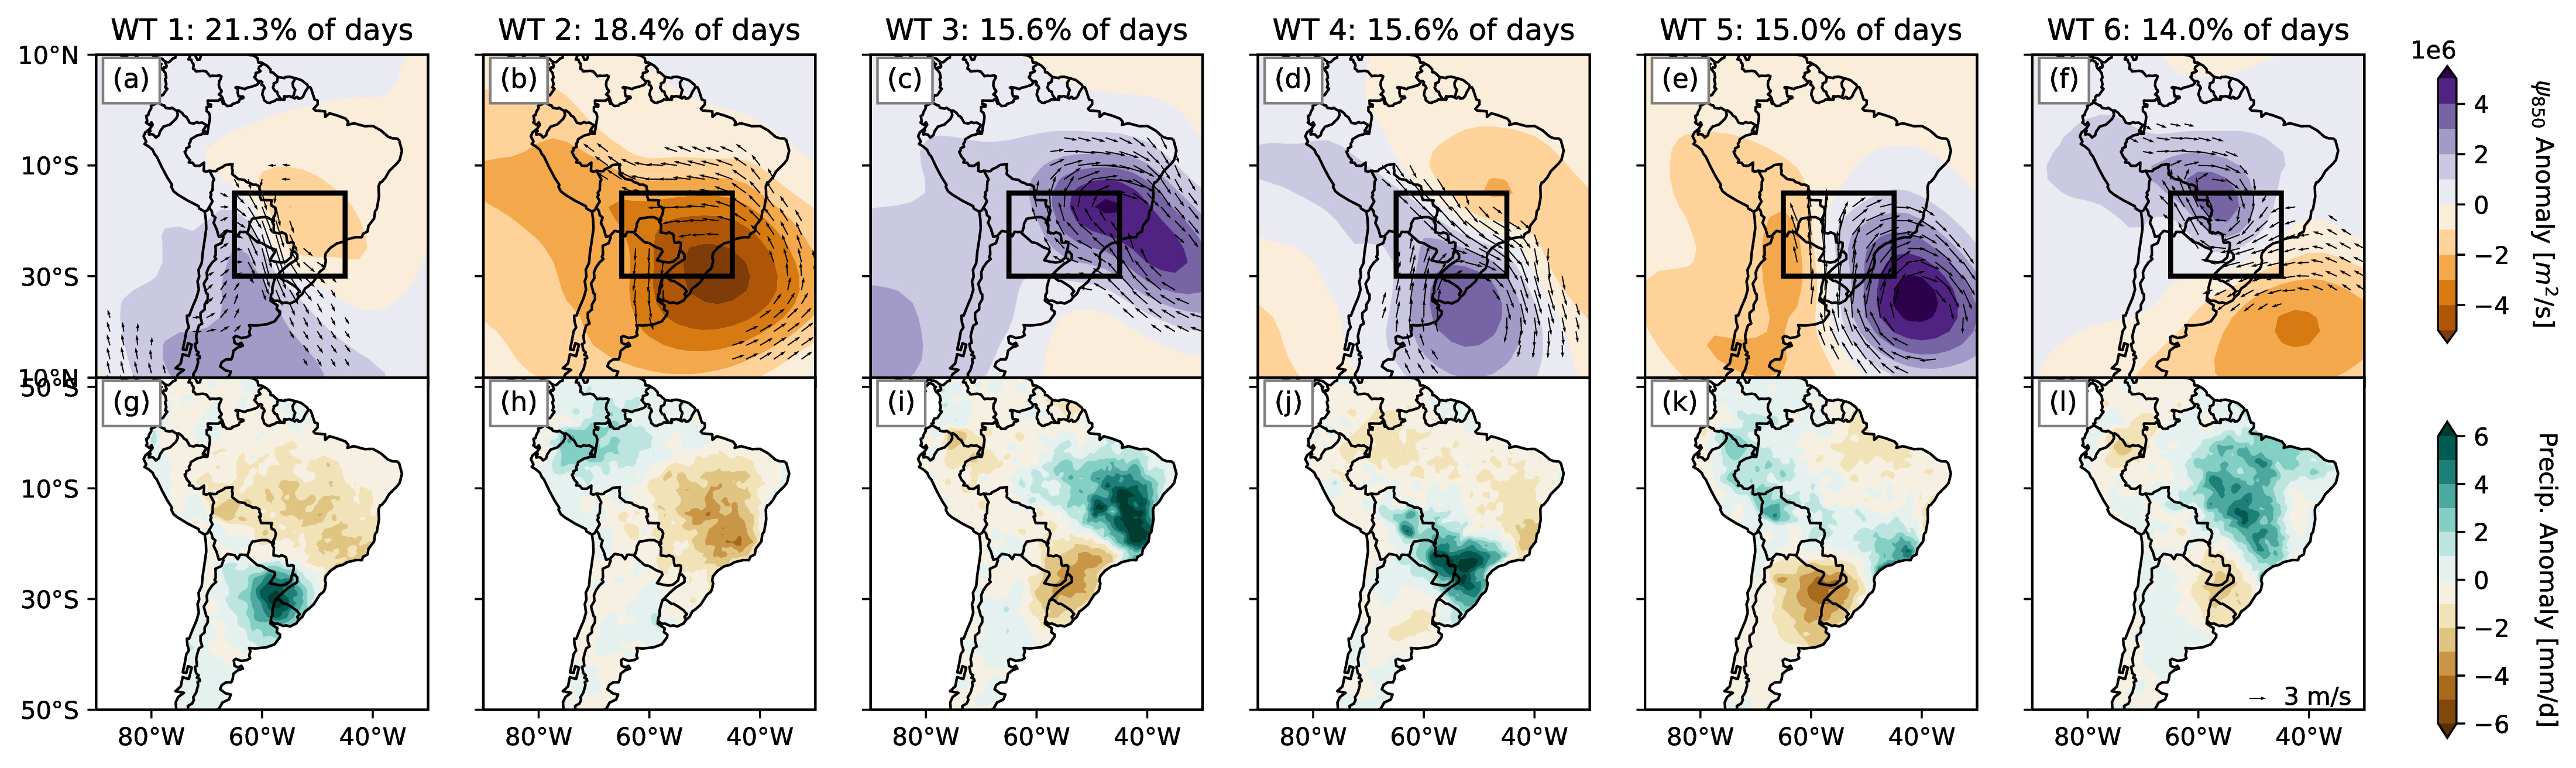 WT 1: 21.3% of days
WT 2: 18.4% of days
WT 3: 15.6% of days
WT 4: 15.6% of days
WT 5: 15.0% of days
WT 6: 14.0% of days
10°N
10°S
30°S
50°S
(a)
(b)
(c)
(d)
(e)
(f)
1e6
4
2
0
−2
−4
ψ850 Anomaly [m²/s]
10°N
10°S
30°S
50°S
(g)
(h)
(i)
(j)
(k)
(l)
3 m/s
6
4
2
0
−2
−4
−6
Precip. Anomaly [mm/d]
80°W 60°W 40°W
80°W 60°W 40°W
80°W 60°W 40°W
80°W 60°W 40°W
80°W 60°W 40°W
80°W 60°W 40°W